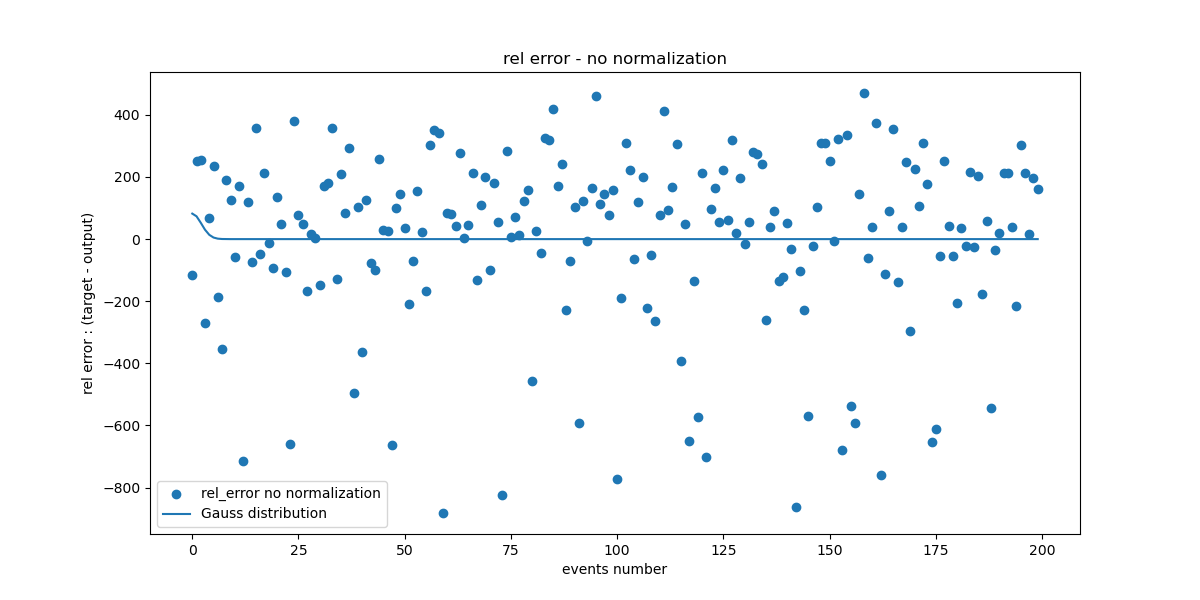 rel error - no normalization
rel error : (target - output)
400
200
0
−200
−400
−600
−800
rel_error no normalization
Gauss distribution
0 25 50 75 100 125 150 175 200
events number